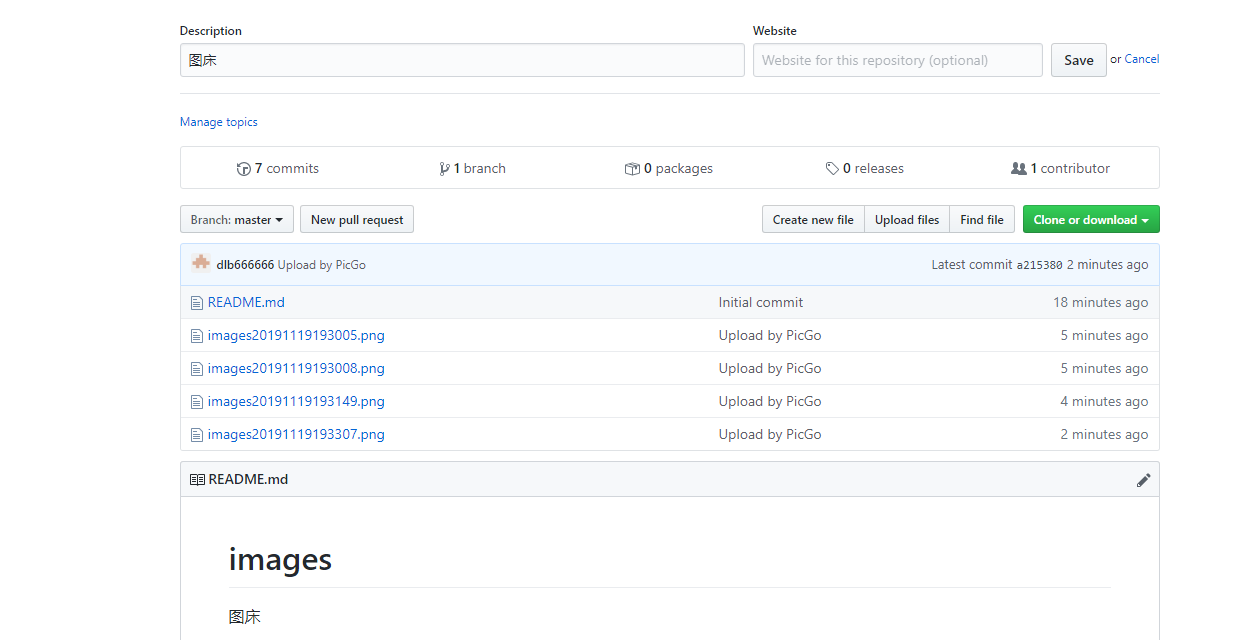 Description Website
图床 Website for this repository (optional) Save or Cancel
Manage topics
7 commits 1 branch 0 packages 0 releases 1 contributor
Branch: master New pull request Create new file Upload files Find file Clone or download
dlb666666 Upload by PicGo Latest commit a215380 2 minutes ago
README.md Initial commit 18 minutes ago
images20191119193005.png Upload by PicGo 5 minutes ago
images20191119193008.png Upload by PicGo 5 minutes ago
images20191119193149.png Upload by PicGo 4 minutes ago
images20191119193307.png Upload by PicGo 2 minutes ago
README.md
images
图床